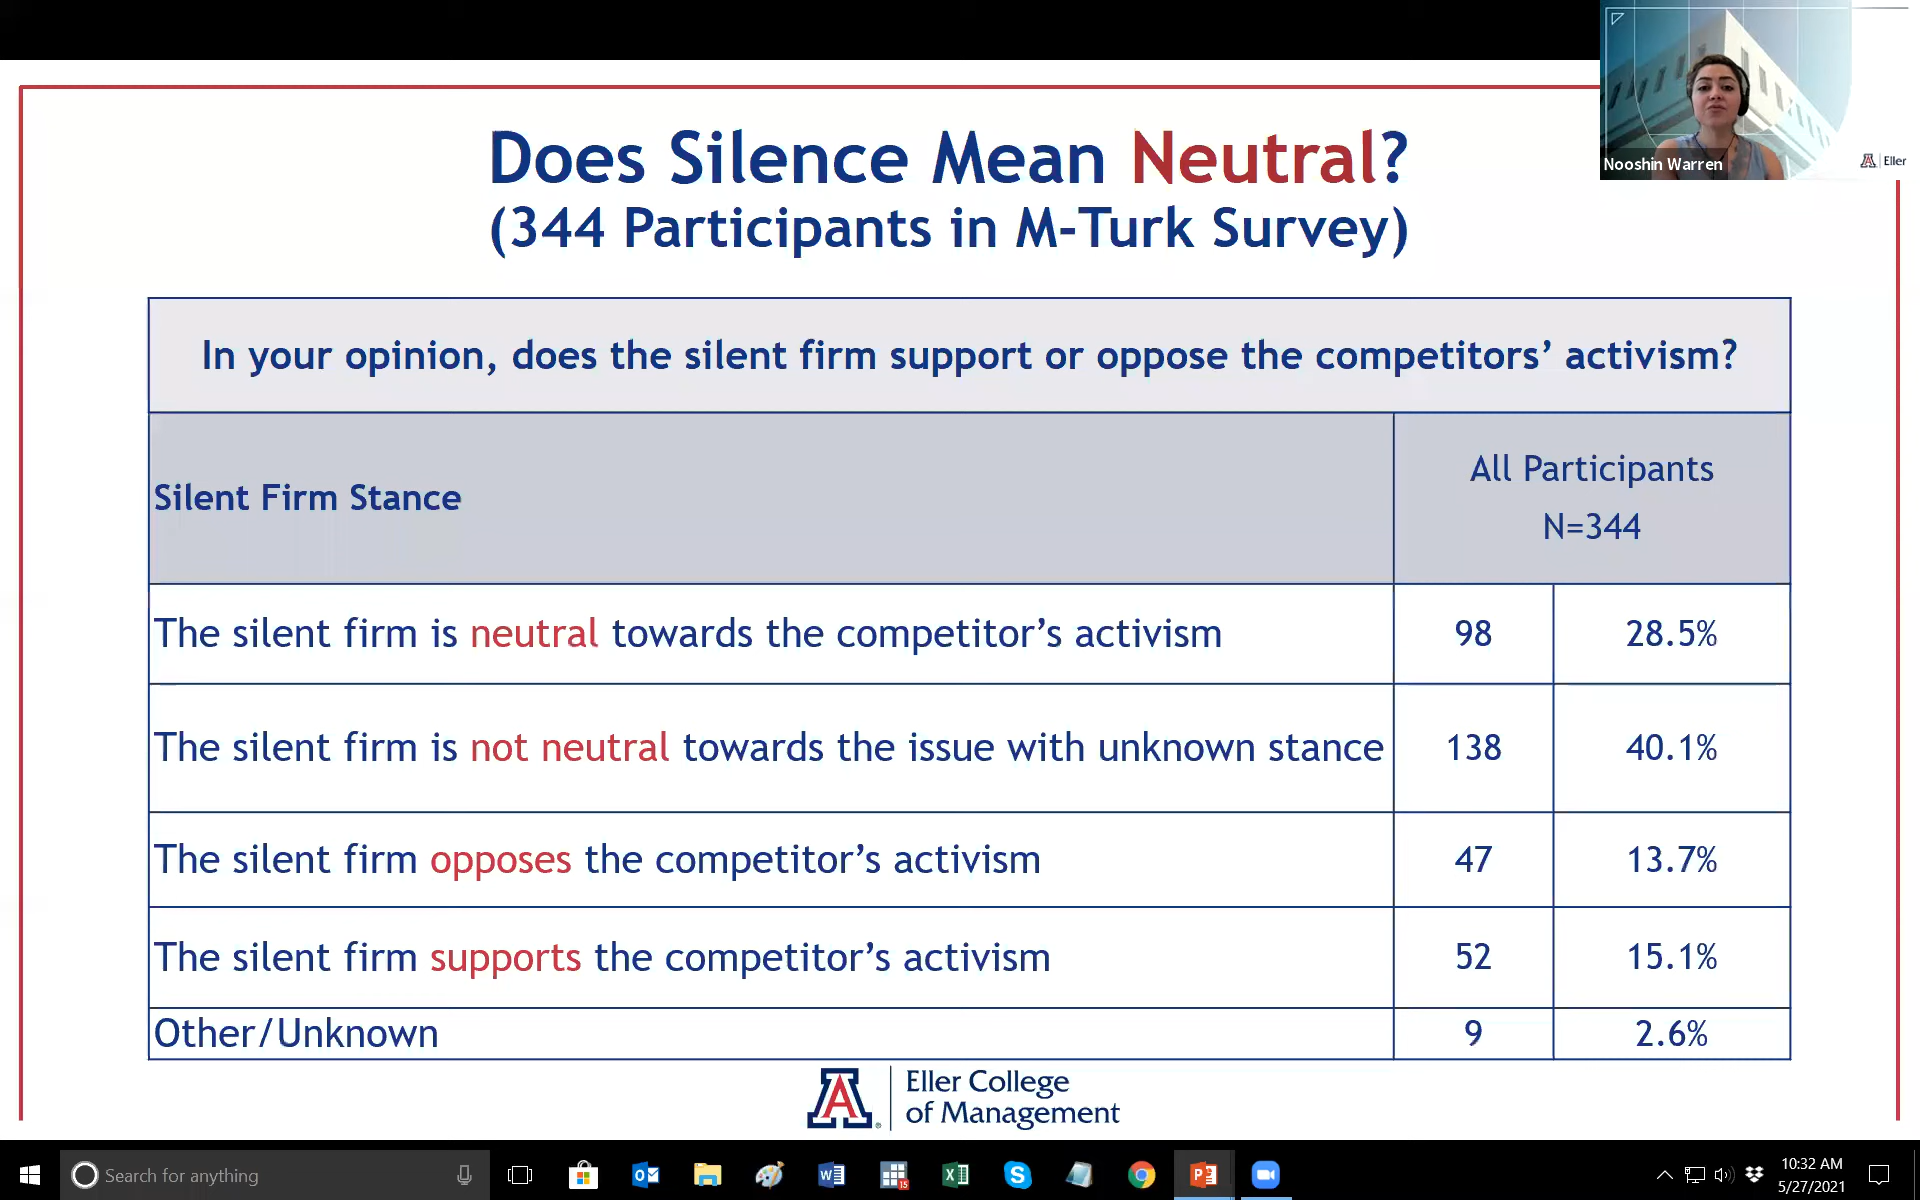 Does Silence Mean Neutral?
(344 Participants in M-Turk Survey)
Nooshin Warren
A Eller
In your opinion, does the silent firm support or oppose the competitors’ activism?
Silent Firm Stance
All Participants
N=344
The silent firm is neutral towards the competitor’s activism 98 28.5%
The silent firm is not neutral towards the issue with unknown stance 138 40.1%
The silent firm opposes the competitor’s activism 47 13.7%
The silent firm supports the competitor’s activism 52 15.1%
Other/Unknown 9 2.6%
A
Eller College
of Management
Search for anything
15
10:32 AM
5/27/2021